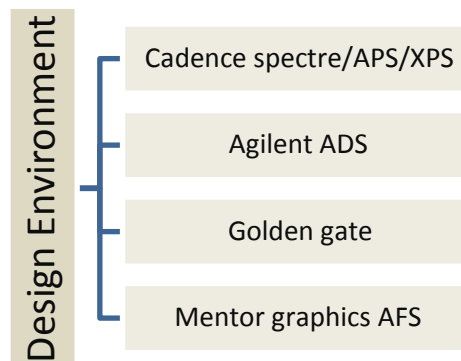 Design Environment
Cadence spectre/APS/XPS
Agilent ADS
Golden gate
Mentor graphics AFS